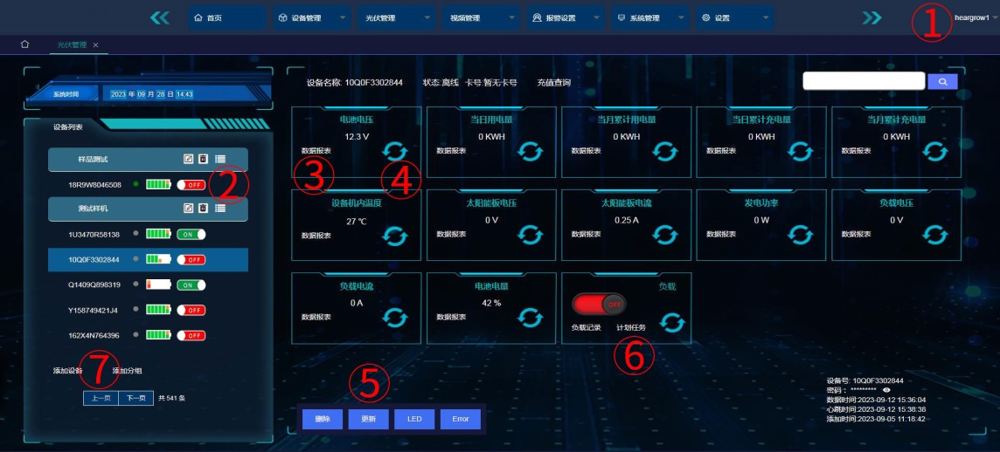 首页 设备管理 光伏管理 视频管理 报警设置 系统管理 设置 ① heargrow1
光伏管理 ×
系统时间 2023 年 09 月 28 日 14:43
设备列表
样品测试
18R9W8046508 OFF ②
测试样机
1U3470R58138 ON
10Q0F3302844 OFF
Q1409Q898319 ON
Y158749421J4 OFF
162X4N764396 OFF
添加设备 ⑦ 添加分组
上一页 下一页 共 541 条
设备名称: 10Q0F3302844 状态:离线 卡号:暂无卡号 充值查询
电池电压
12.3 V
数据报表
③ ④
当日用电量
0 KWH
数据报表
当月累计用电量
0 KWH
数据报表
当日累计充电量
0 KWH
数据报表
当月累计充电量
0 KWH
数据报表
设备机内温度
27 ℃
数据报表
太阳能板电压
0 V
数据报表
太阳能板电流
0.25 A
数据报表
发电功率
0 W
数据报表
负载电压
0 V
数据报表
负载电流
0 A
数据报表
电池电量
42 %
数据报表
负载
OFF
负载记录 计划任务
⑥
⑤
删除 更新 LED Error
设备号: 10Q0F3302844
密码: *********
数据时间:2023-09-12 15:36:04
心跳时间:2023-09-12 15:38:38
添加时间:2023-09-05 11:18:42